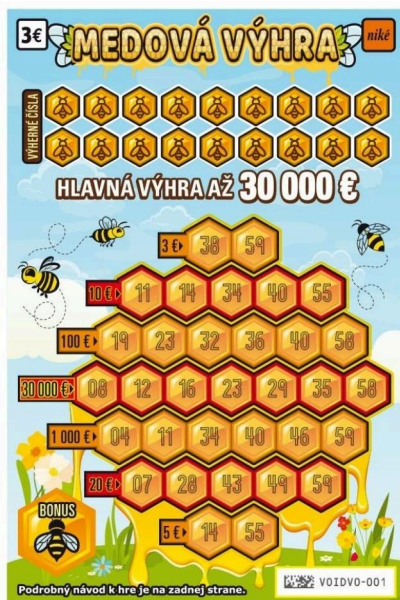 3€
MEDOVÁ VÝHRA
niké
VÝHERNÉ ČÍSLA
HLAVNÁ VÝHRA AŽ 30 000 €
3 € 38 59
10 € 11 14 34 40 55
100 € 19 23 32 36 40 58
30 000 € 08 12 16 23 29 35 58
1 000 € 04 11 34 40 46 59
20 € 07 28 43 49 59
5 € 14 55
BONUS
Podrobný návod k hre je na zadnej strane.
VOIDVO-001